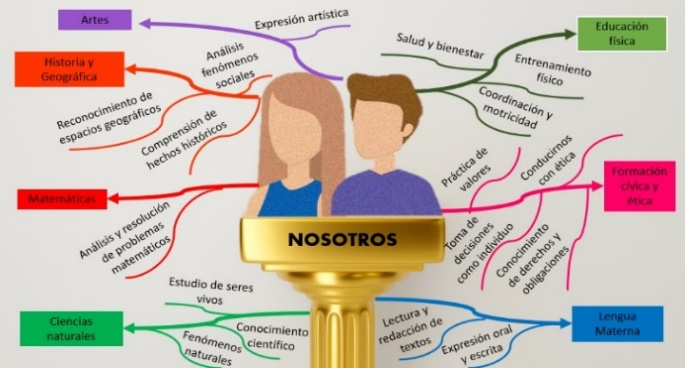 Artes
Expresión artística
Historia y
Geográfica
Análisis
fenómenos
sociales
Reconocimiento de
espacios geográficos
Comprensión de
hechos históricos
Matemáticas
Análisis y resolución
de problemas
matemáticos
Ciencias
naturales
Estudio de seres
vivos
Fenómenos
naturales
Conocimiento
científico
NOSOTROS
Educación
física
Salud y bienestar
Entrenamiento
físico
Coordinación y
motricidad
Formación
cívica y
ética
Práctica de
valores
Conducirnos
con ética
Toma de
decisiones
como individuo
Conocimiento
de derechos y
obligaciones
Lengua
Materna
Lectura y
redacción de
textos
Expresión oral
y escrita